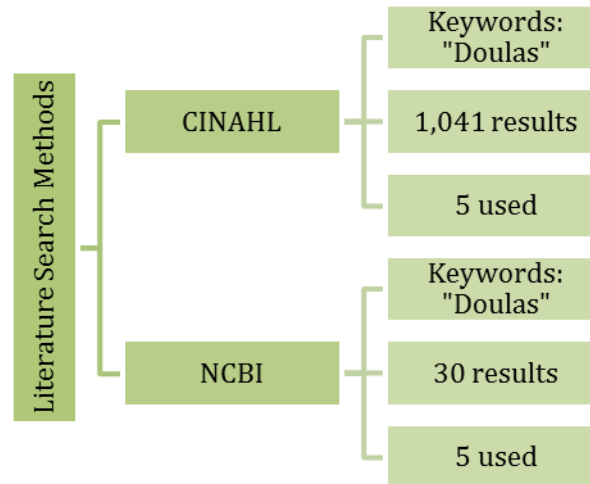 Literature Search Methods
CINAHL
Keywords:
"Doulas"
1,041 results
5 used
NCBI
Keywords:
"Doulas"
30 results
5 used